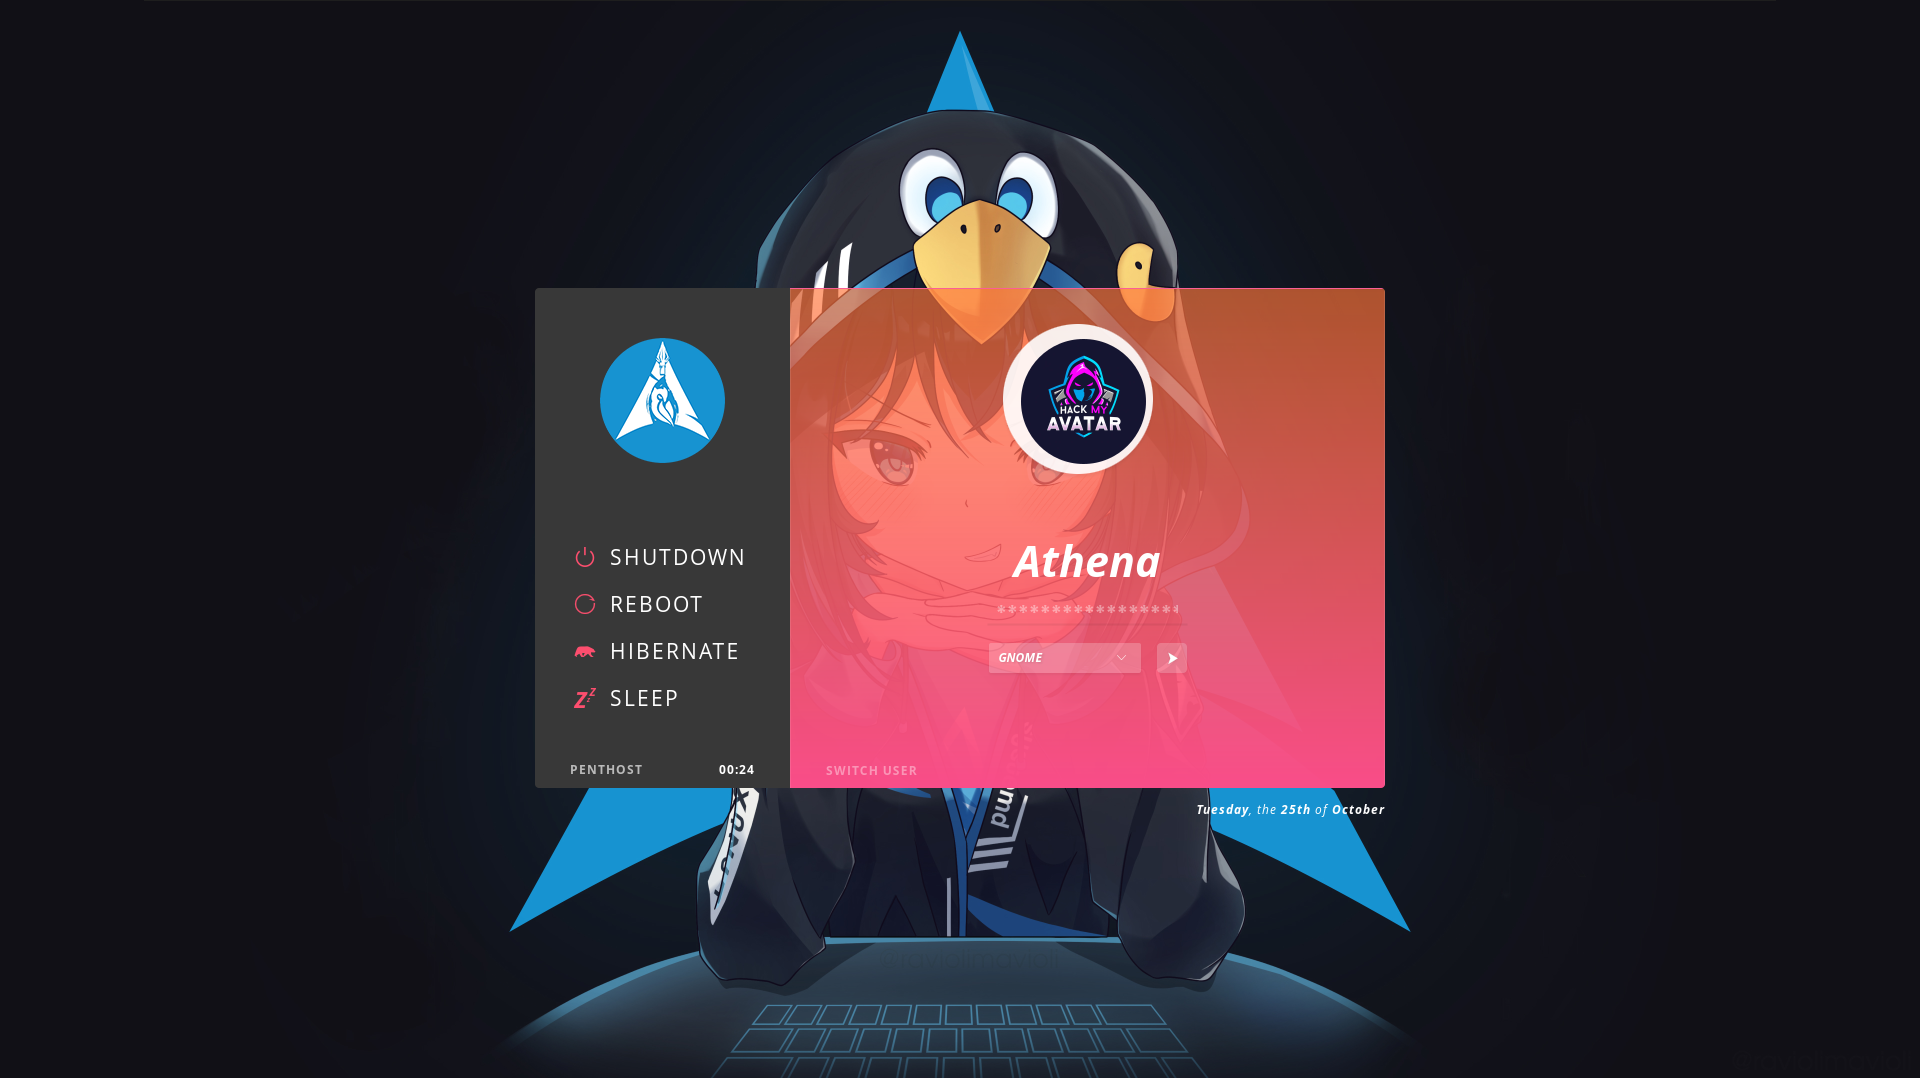 HACK MY
AVATAR
SHUTDOWN
REBOOT
HIBERNATE
SLEEP
PENTHOST
00:24
Athena
****************
GNOME
SWITCH USER
Tuesday, the 25th of October